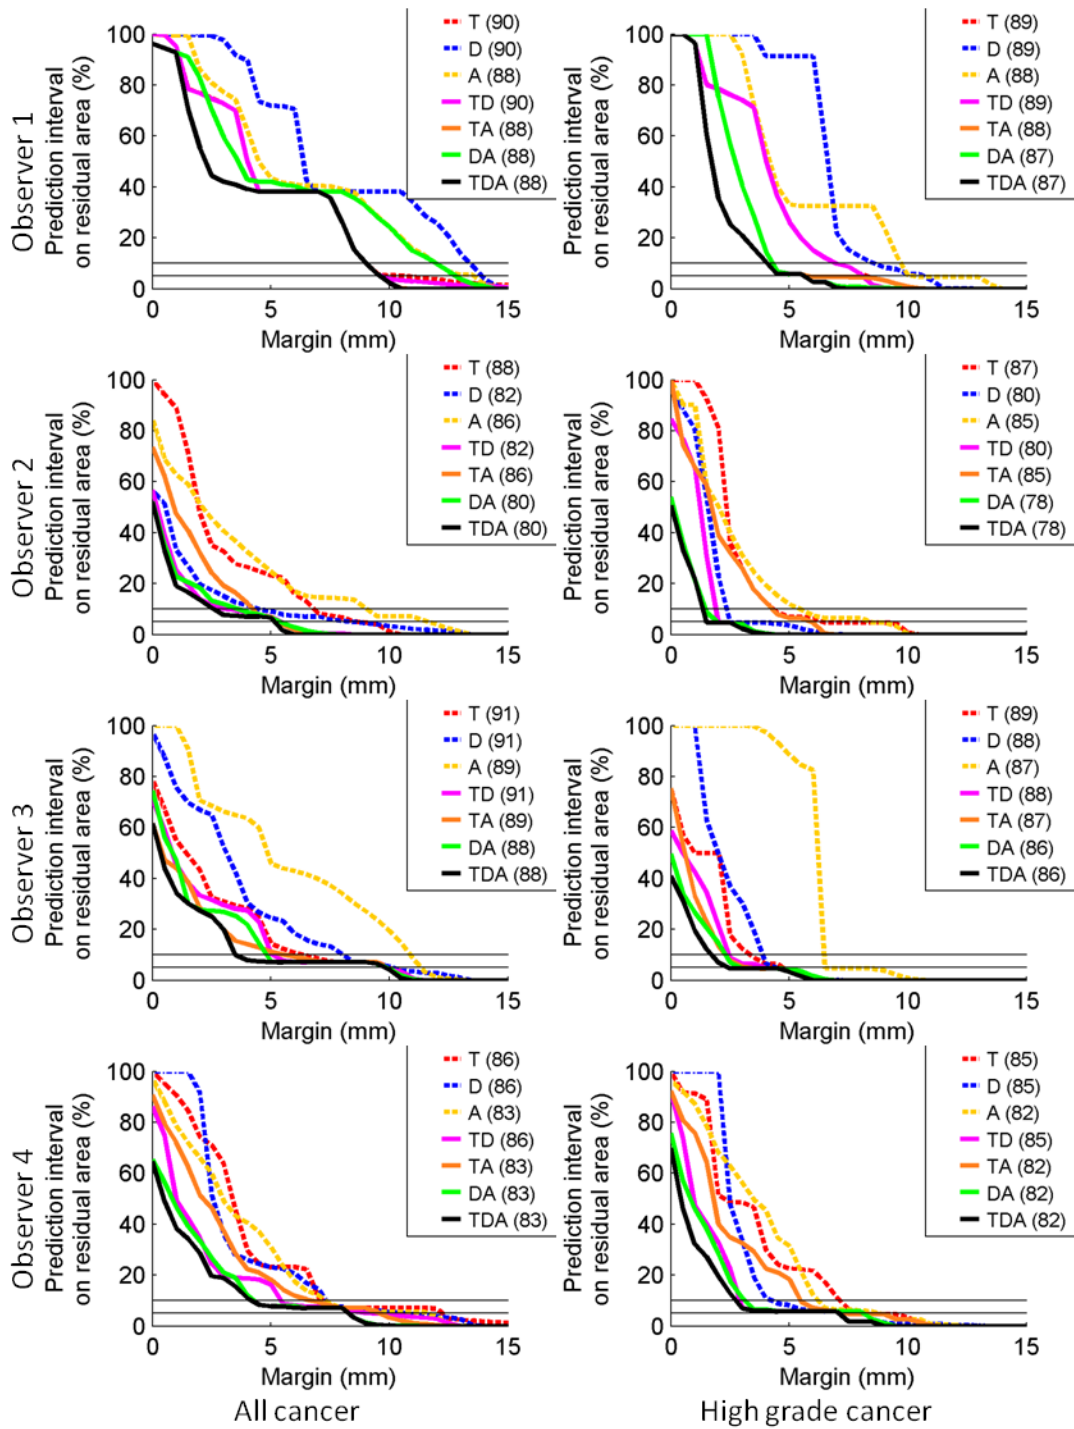 Observer 1
Prediction interval
on residual area (%)
100
80
60
40
20
0
0 5 10 15
Margin (mm)
T (90)
D (90)
A (88)
TD (90)
TA (88)
DA (88)
TDA (88)
Prediction interval
on residual area (%)
100
80
60
40
20
0
0 5 10 15
Margin (mm)
T (89)
D (89)
A (88)
TD (89)
TA (88)
DA (87)
TDA (87)
Observer 2
Prediction interval
on residual area (%)
100
80
60
40
20
0
0 5 10 15
Margin (mm)
T (88)
D (82)
A (86)
TD (82)
TA (86)
DA (80)
TDA (80)
Prediction interval
on residual area (%)
100
80
60
40
20
0
0 5 10 15
Margin (mm)
T (87)
D (80)
A (85)
TD (80)
TA (85)
DA (78)
TDA (78)
Observer 3
Prediction interval
on residual area (%)
100
80
60
40
20
0
0 5 10 15
Margin (mm)
T (91)
D (91)
A (89)
TD (91)
TA (89)
DA (88)
TDA (88)
Prediction interval
on residual area (%)
100
80
60
40
20
0
0 5 10 15
Margin (mm)
T (89)
D (88)
A (87)
TD (88)
TA (87)
DA (86)
TDA (86)
Observer 4
Prediction interval
on residual area (%)
100
80
60
40
20
0
0 5 10 15
Margin (mm)
T (86)
D (86)
A (83)
TD (86)
TA (83)
DA (83)
TDA (83)
Prediction interval
on residual area (%)
100
80
60
40
20
0
0 5 10 15
Margin (mm)
T (85)
D (85)
A (82)
TD (85)
TA (82)
DA (82)
TDA (82)
All cancer
High grade cancer